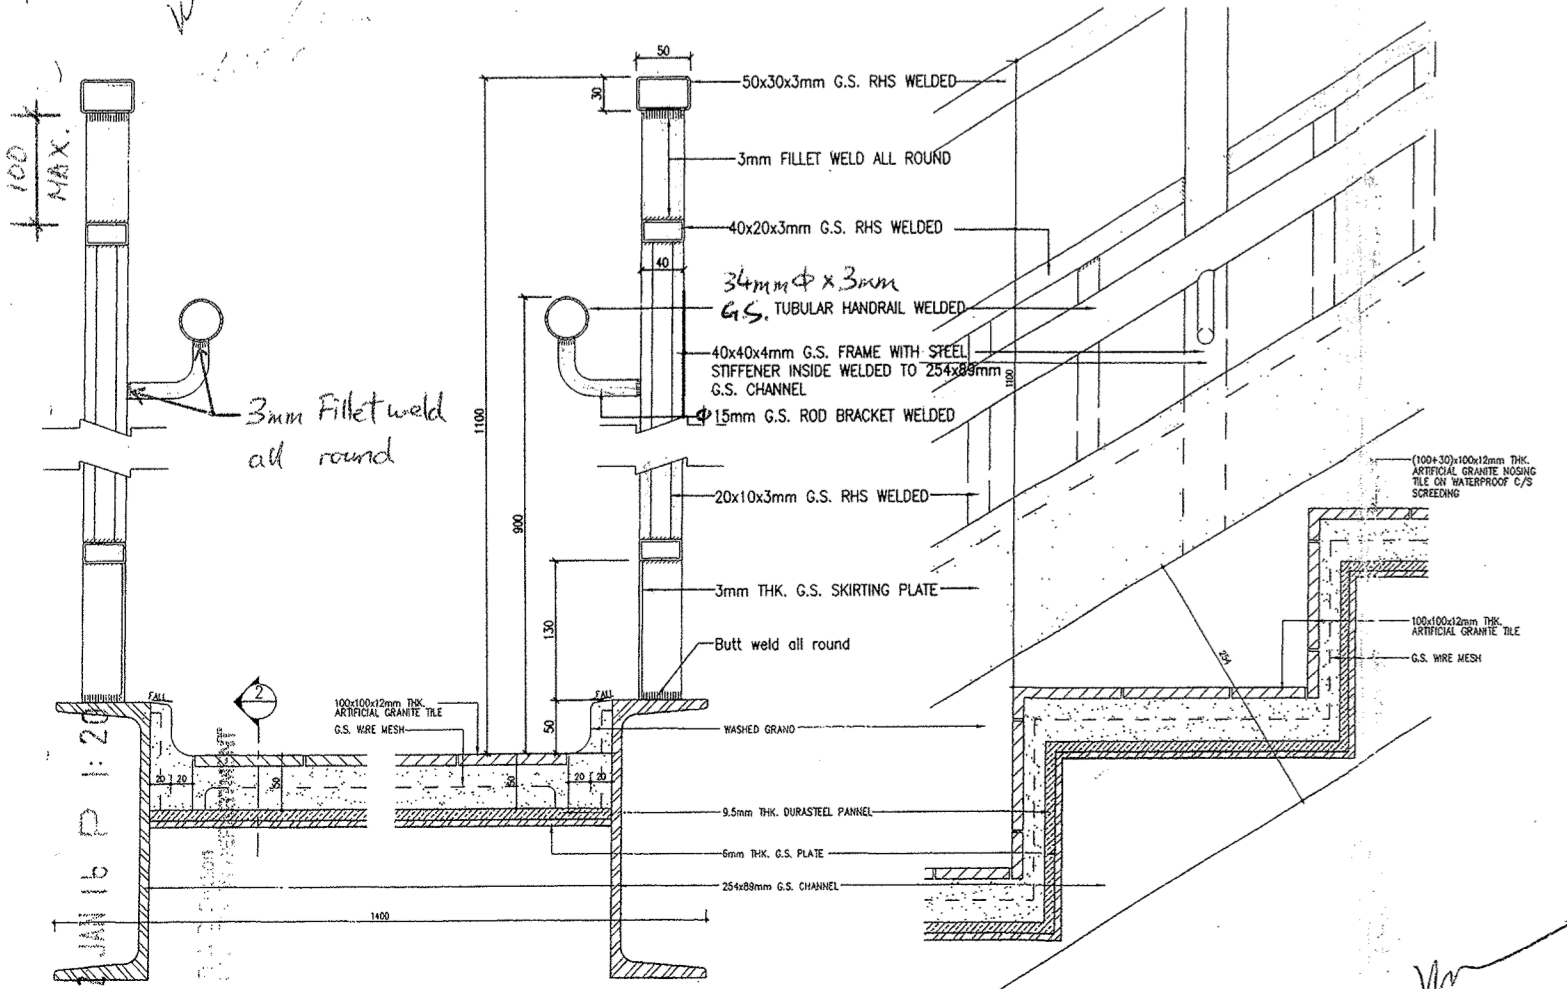 50
50x30x3mm G.S. RHS WELDED
30
100
MAX.
3mm FILLET WELD ALL ROUND
40x20x3mm G.S. RHS WELDED
40
34mm Φ x 3mm
G.S. TUBULAR HANDRAIL WELDED
40x40x4mm G.S. FRAME WITH STEEL
STIFFENER INSIDE WELDED TO 254x89mm
G.S. CHANNEL
1100
1100
Φ15mm G.S. ROD BRACKET WELDED
3mm Fillet weld
all round
(100+30)x100x12mm THK.
ARTIFICIAL GRANITE NOSING
TILE ON WATERPROOF C/S
SCREEDING
20x10x3mm G.S. RHS WELDED
900
3mm THK. G.S. SKIRTING PLATE
130
Butt weld all round
100x100x12mm THK.
ARTIFICIAL GRANITE TILE
G.S. WIRE MESH
254
FALL
2
FALL
100x100x12mm THK.
ARTIFICIAL GRANITE TILE
G.S. WIRE MESH
50
WASHED GRANO
20 20
50
50
20 20
9.5mm THK. DURASTEEL PANNEL
6mm THK. G.S. PLATE
254x89mm G.S. CHANNEL
1400
JAN 16 P 1: 20